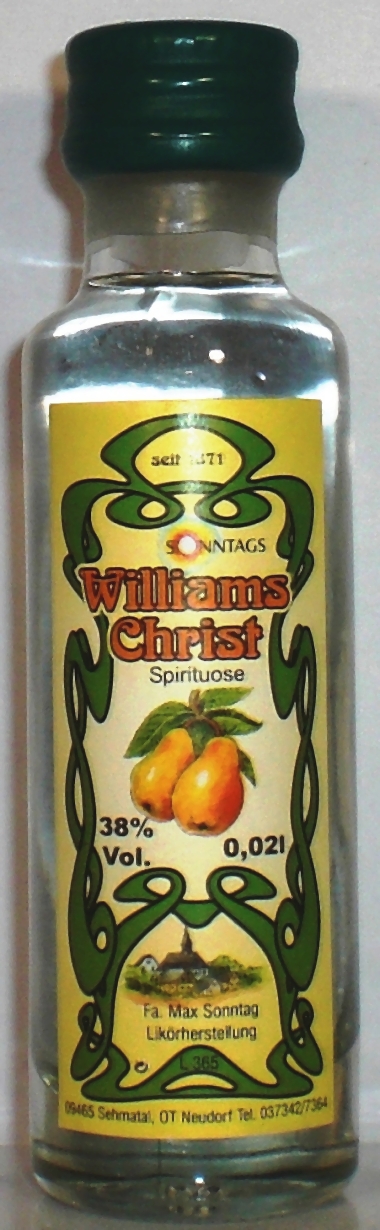 seit 1871
SONNTAGS
Williams
Christ
Spirituose
38%
Vol.
0,02l
Fa. Max Sonntag
Likörherstellung
L 365
09465 Sehmatal, OT Neudorf Tel. 037342/7364